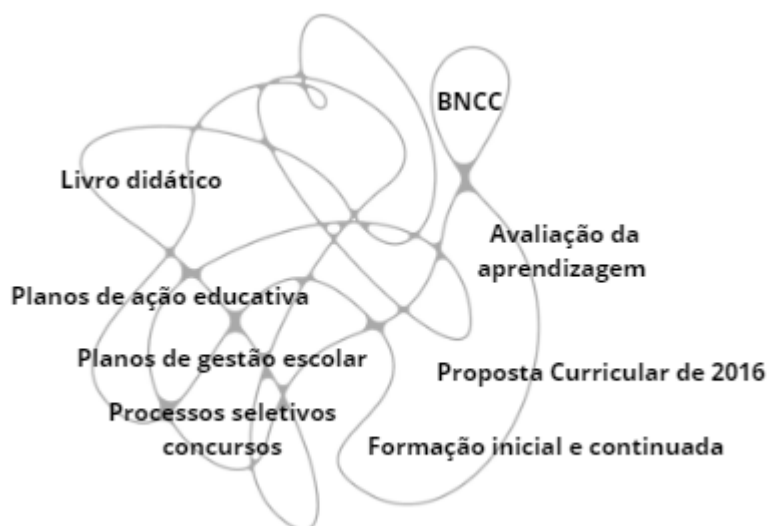 BNCC
Livro didático
Avaliação da
aprendizagem
Planos de ação educativa
Planos de gestão escolar
Proposta Curricular de 2016
Processos seletivos
concursos
Formação inicial e continuada